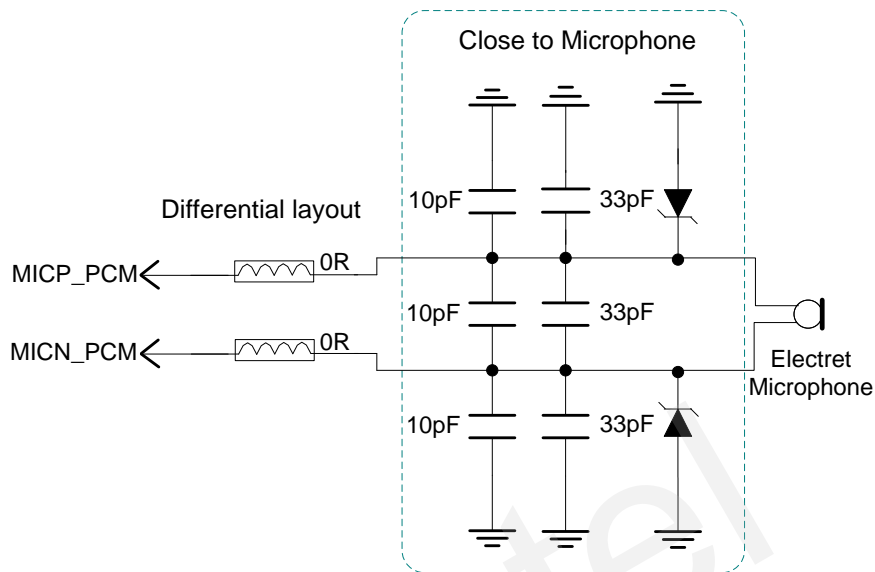 Close to Microphone
10pF
33pF
Differential layout
MICP_PCM
0R
10pF
33pF
MICN_PCM
0R
Electret
Microphone
10pF
33pF